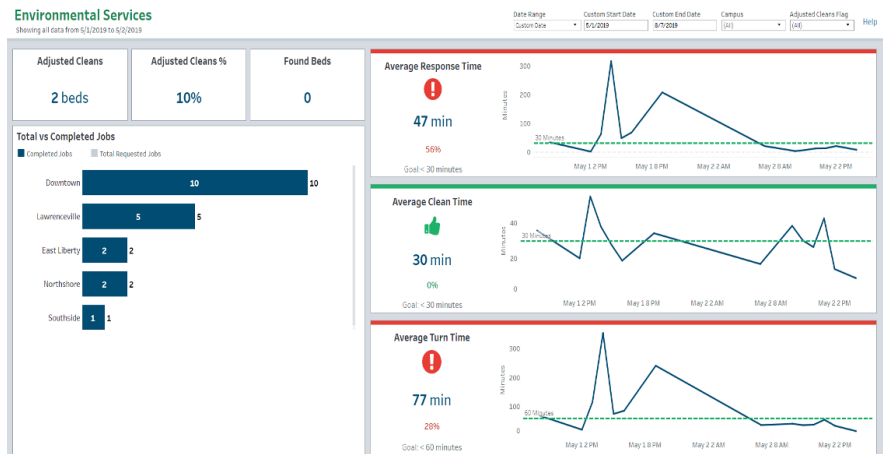 Environmental Services
Showing all data from 5/1/2019 to 5/2/2019
Date Range
Custom Date
Custom Start Date
5/1/2019
Custom End Date
8/7/2019
Campus
(All)
Adjusted Cleans Flag
(All)
Help
Adjusted Cleans
2 beds
Adjusted Cleans %
10%
Found Beds
0
Total vs Completed Jobs
Completed Jobs Total Requested Jobs
Downtown 10 10
Lawrenceville 5 5
East Liberty 2 2
Northshore 2 2
Southside 1 1
Average Response Time
47 min
56%
Goal:< 30 minutes
Minutes
300
200
100
30 Minutes
0
May 1 2 PM May 1 8 PM May 2 2 AM May 2 8 AM May 2 2 PM
Average Clean Time
30 min
0%
Goal: < 30 minutes
Minutes
40
30 Minutes
20
0
May 1 2 PM May 1 8 PM May 2 2 AM May 2 8 AM May 2 2 PM
Average Turn Time
77 min
28%
Goal: < 60 minutes
Minutes
300
200
100
60 Minutes
0
May 1 2 PM May 1 8 PM May 2 2 AM May 2 8 AM May 2 2 PM